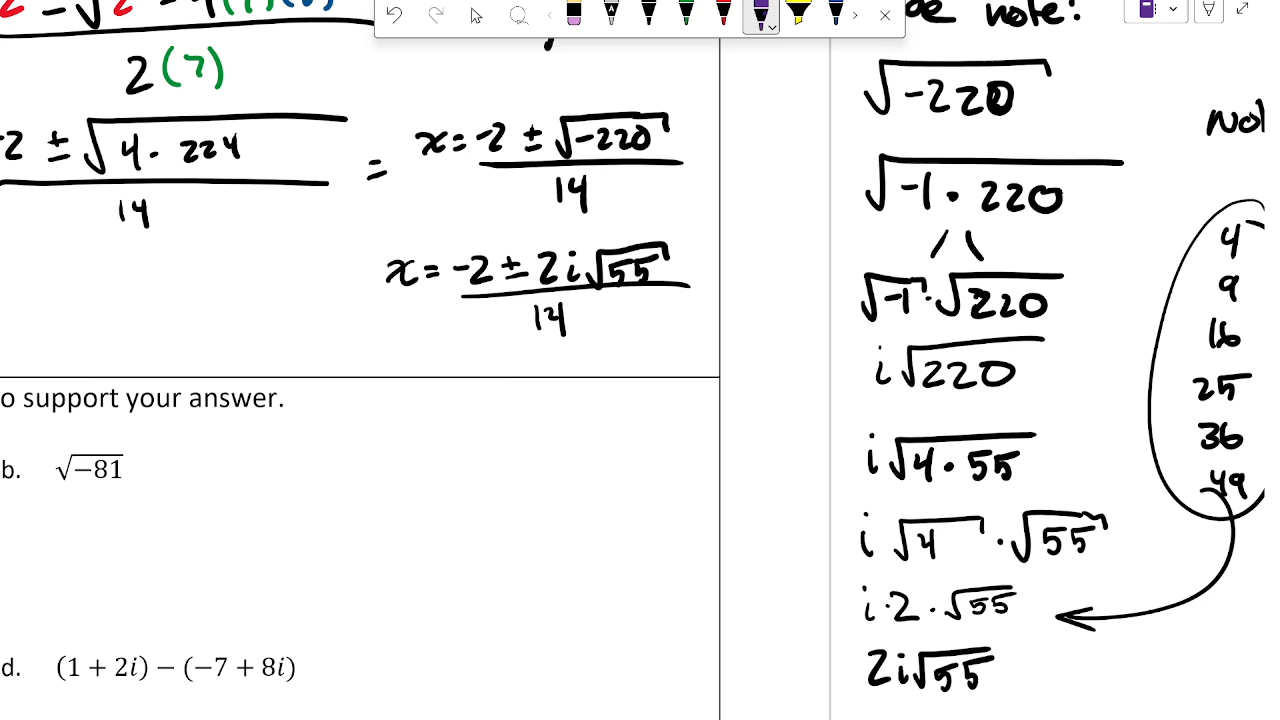 2 (7)
-2 ± √4 · 224
14
=
x = -2 ± √-220
14
x = -2 ± 2i√55
14
o support your answer.
b. √−81
d. (1 + 2i) − (−7 + 8i)
note:
√-220
√-1 · 220
√-1 · √220
i√220
i√4 · 55
i √4 · √55
i · 2 · √55
2i√55
4
9
16
25
36
49